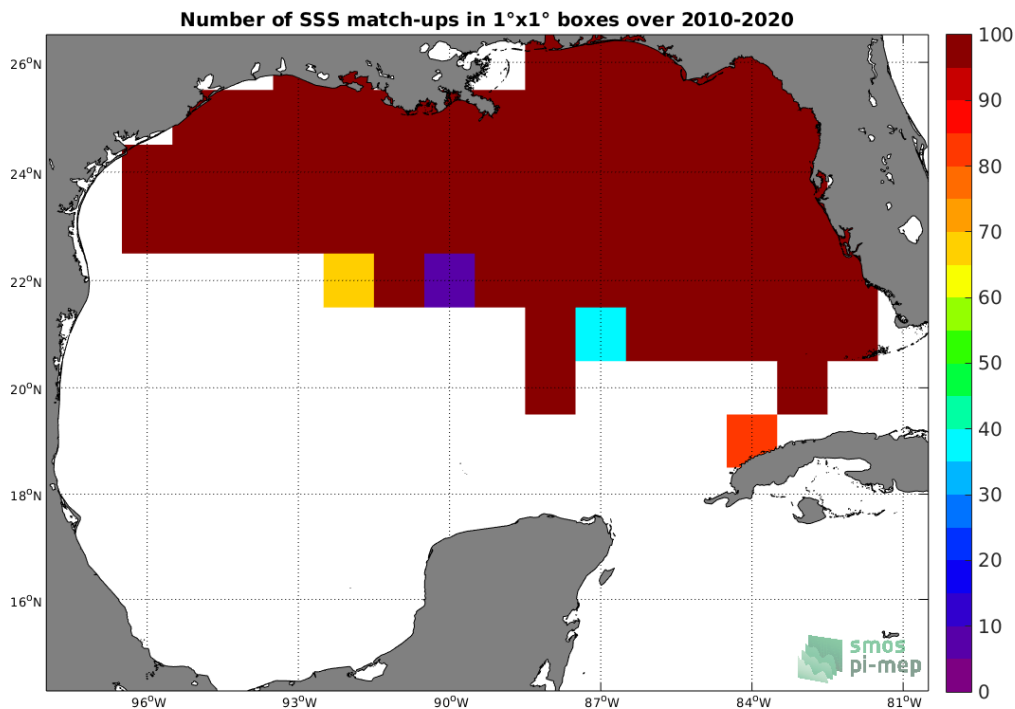 Number of SSS match-ups in 1°x1° boxes over 2010-2020
26°N
24°N
22°N
20°N
18°N
16°N
96°W
93°W
90°W
87°W
84°W
81°W
100
90
80
70
60
50
40
30
20
10
0
smos
pi-mep